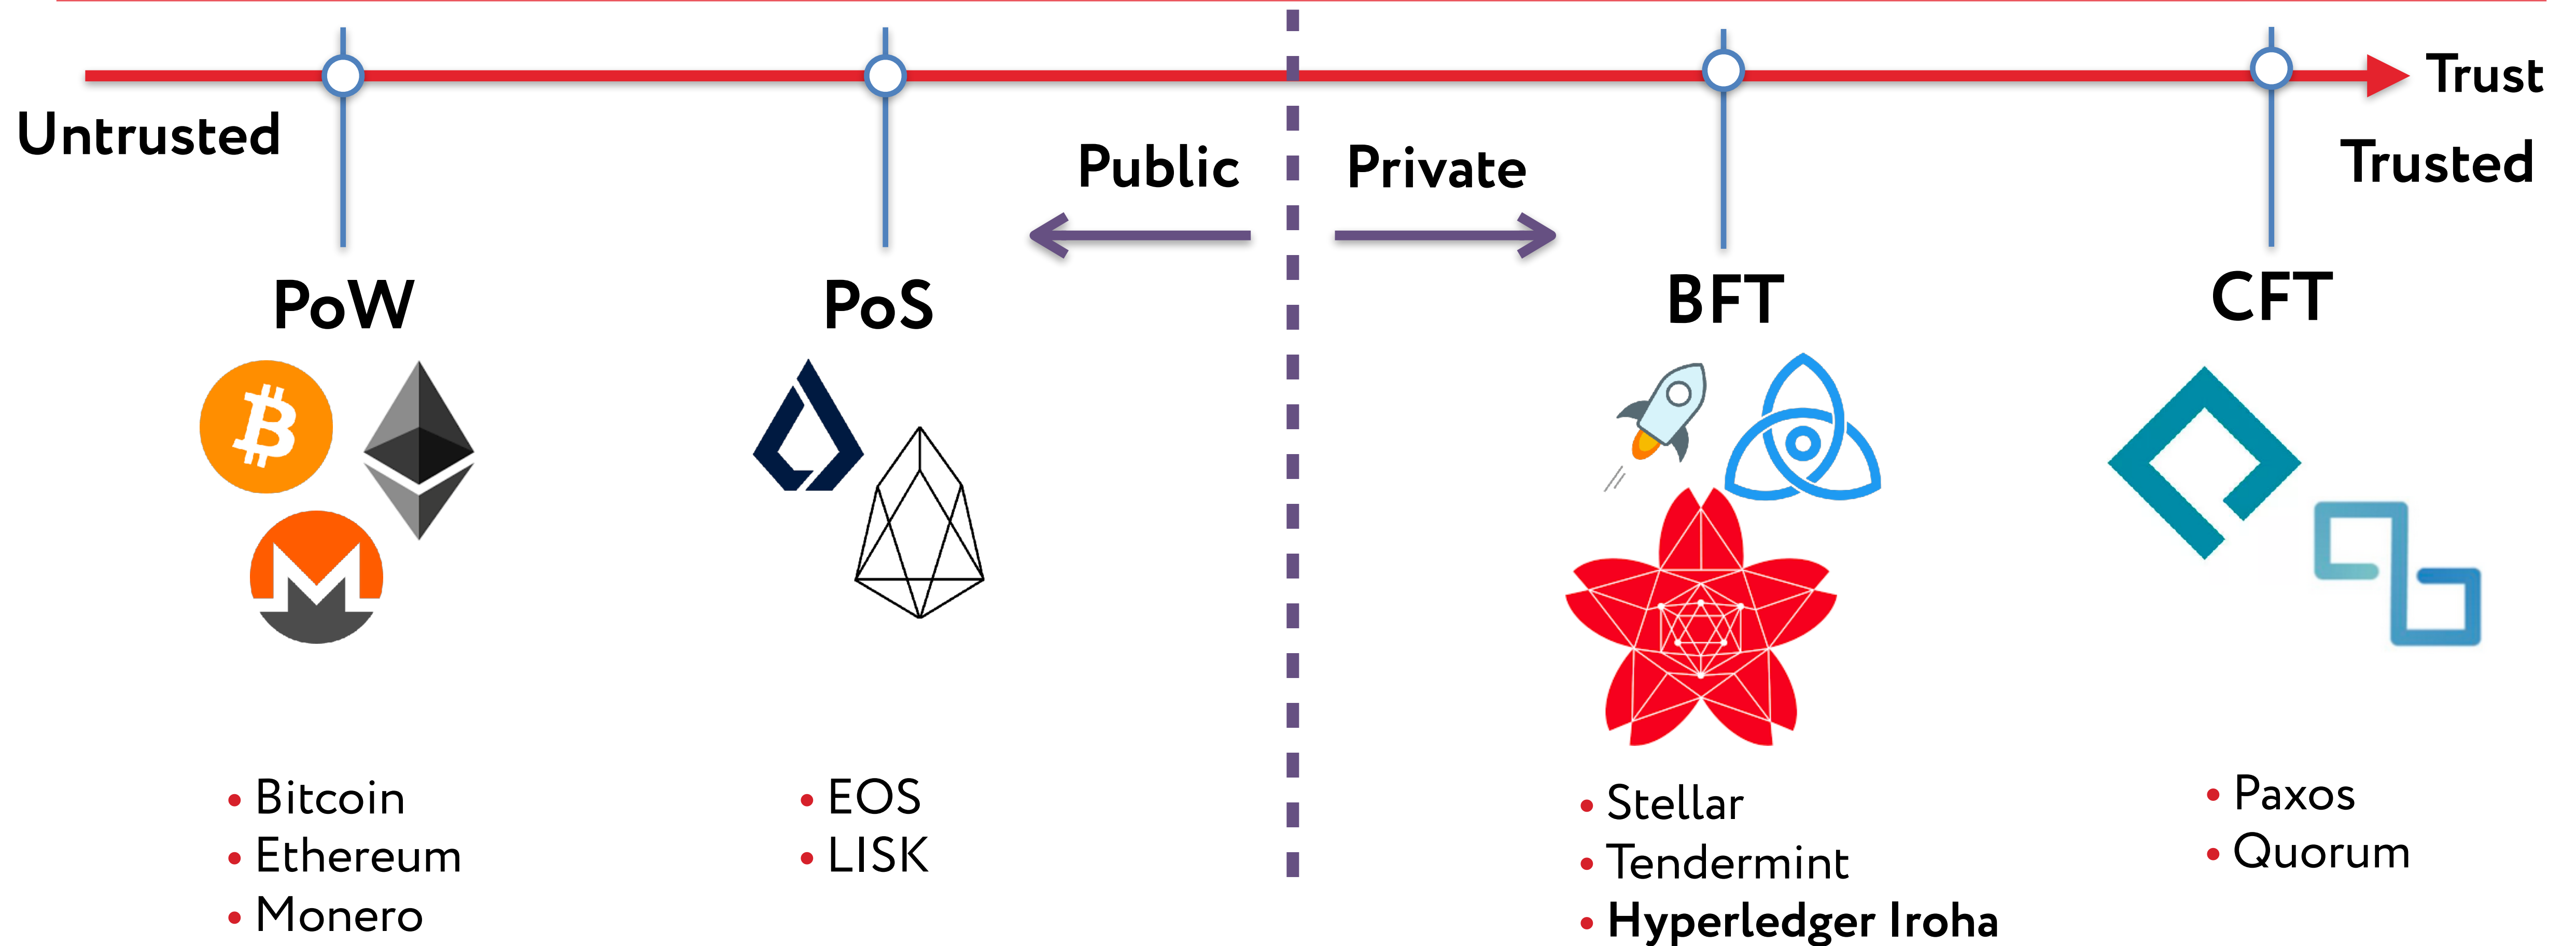 Trust
Untrusted
Trusted
Public
Private
PoW
PoS
BFT
CFT
• Bitcoin
• Ethereum
• Monero
• EOS
• LISK
• Stellar
• Tendermint
• Hyperledger Iroha
• Paxos
• Quorum